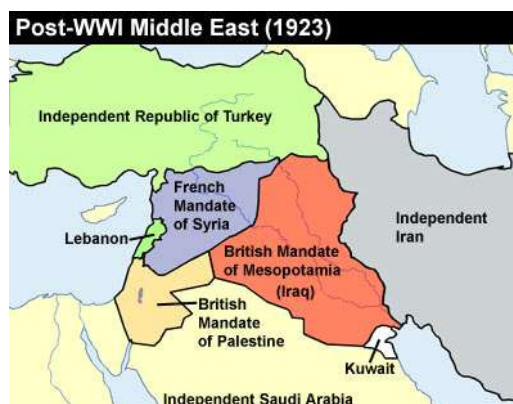 Post-WWI Middle East (1923)
Independent Republic of Turkey
French
Mandate
of Syria
Lebanon
Independent
Iran
British Mandate
of Mesopotamia
(Iraq)
British
Mandate
of Palestine
Kuwait
Independent Saudi Arabia